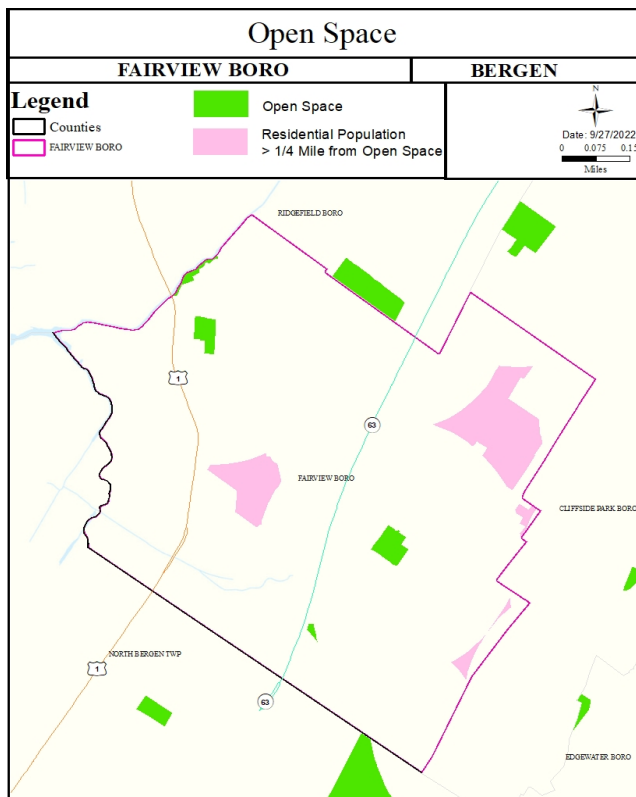 Open Space
FAIRVIEW BORO
BERGEN
Legend
Counties
FAIRVIEW BORO
Open Space
Residential Population
> 1/4 Mile from Open Space
N
Date: 9/27/2022
0 0.075 0.15
Miles
RIDGEFIELD BORO
1
63
FAIRVIEW BORO
CLIFFSIDE PARK BORO
NORTH BERGEN TWP
1
63
EDGEWATER BORO